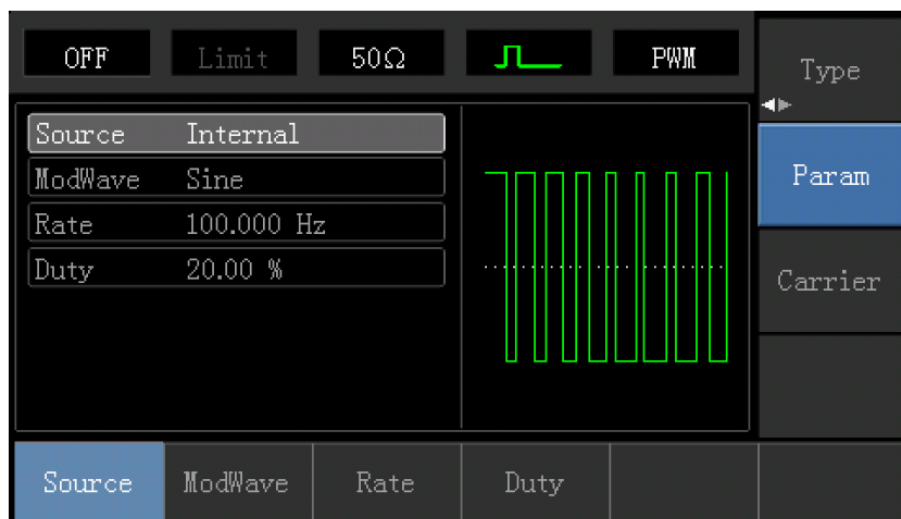 OFF Limit 50Ω PWM
Type
Source Internal
ModWave Sine
Rate 100.000 Hz
Duty 20.00 %
Param
Carrier
Source ModWave Rate Duty